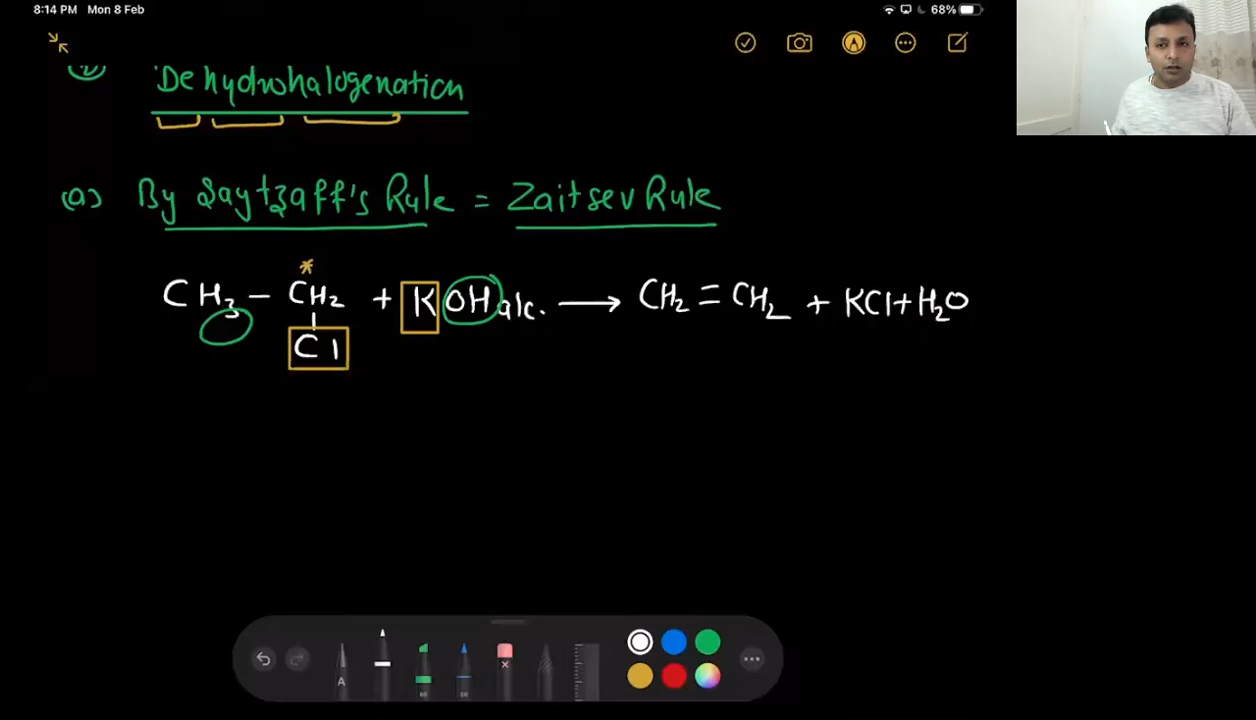 8:14 PM Mon 8 Feb
68%
Dehydrohalogenation
(a) By Saytzaff's Rule = Zaitsev Rule
*
CH₃ – CH₂ + KOH alc. ⟶ CH₂ = CH₂ + KCl + H₂O
Cl
A